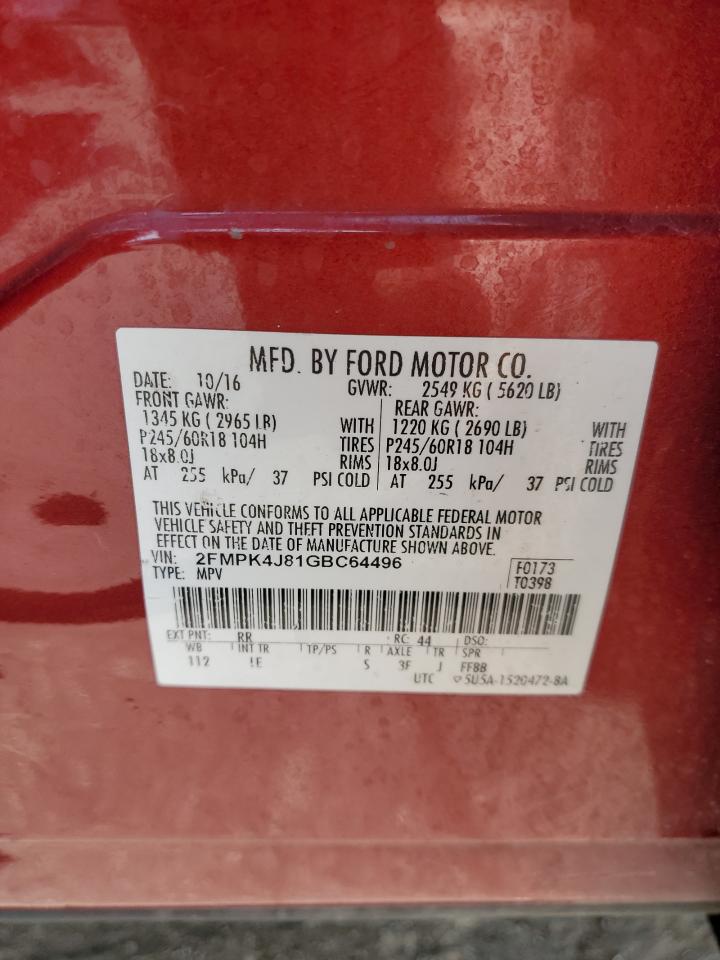 MFD. BY FORD MOTOR CO.
DATE: 10/16 GVWR: 2549 KG ( 5620 LB)
FRONT GAWR: REAR GAWR:
1345 KG ( 2965 LB) WITH 1220 KG ( 2690 LB) WITH
P245/60R18 104H TIRES P245/60R18 104H TIRES
18x8.0J RIMS 18x8.0J RIMS
AT 255 kPa/ 37 PSI COLD AT 255 kPa/ 37 PSI COLD
THIS VEHICLE CONFORMS TO ALL APPLICABLE FEDERAL MOTOR
VEHICLE SAFETY AND THEFT PREVENTION STANDARDS IN
EFFECT ON THE DATE OF MANUFACTURE SHOWN ABOVE.
VIN: 2FMPK4J81GBC64496 F0173
TYPE: MPV T0398
EXT PNT: RR RC: 44 DSO:
WB INT TR TP/PS R AXLE TR SPR
112 IE S 3F J FF88
UTC 5U5A-1520472-BA